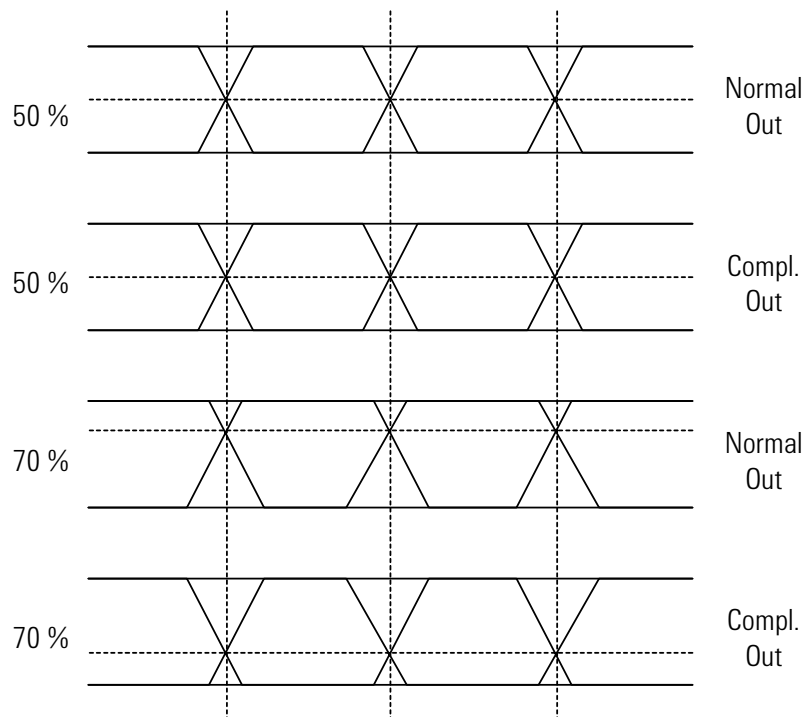 50 %
Normal
Out
50 %
Compl.
Out
70 %
Normal
Out
70 %
Compl.
Out